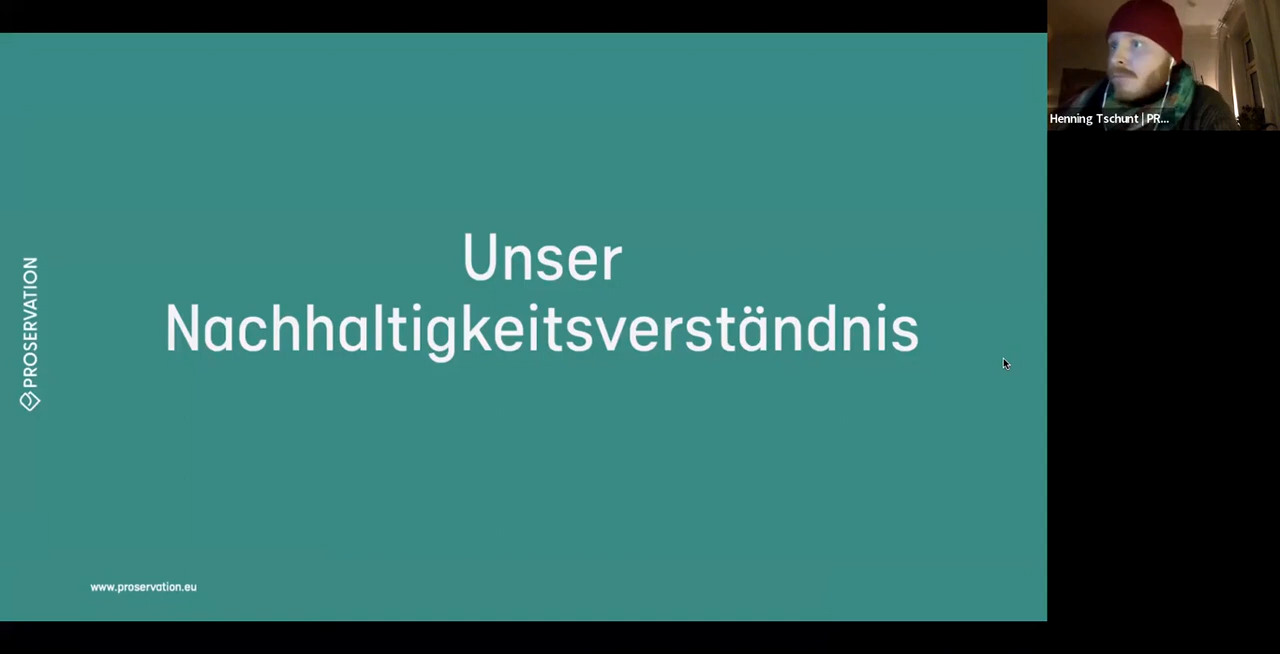 Henning Tschunt | PR...
Unser
Nachhaltigkeitsverständnis
PROSERVATION
www.proservation.eu